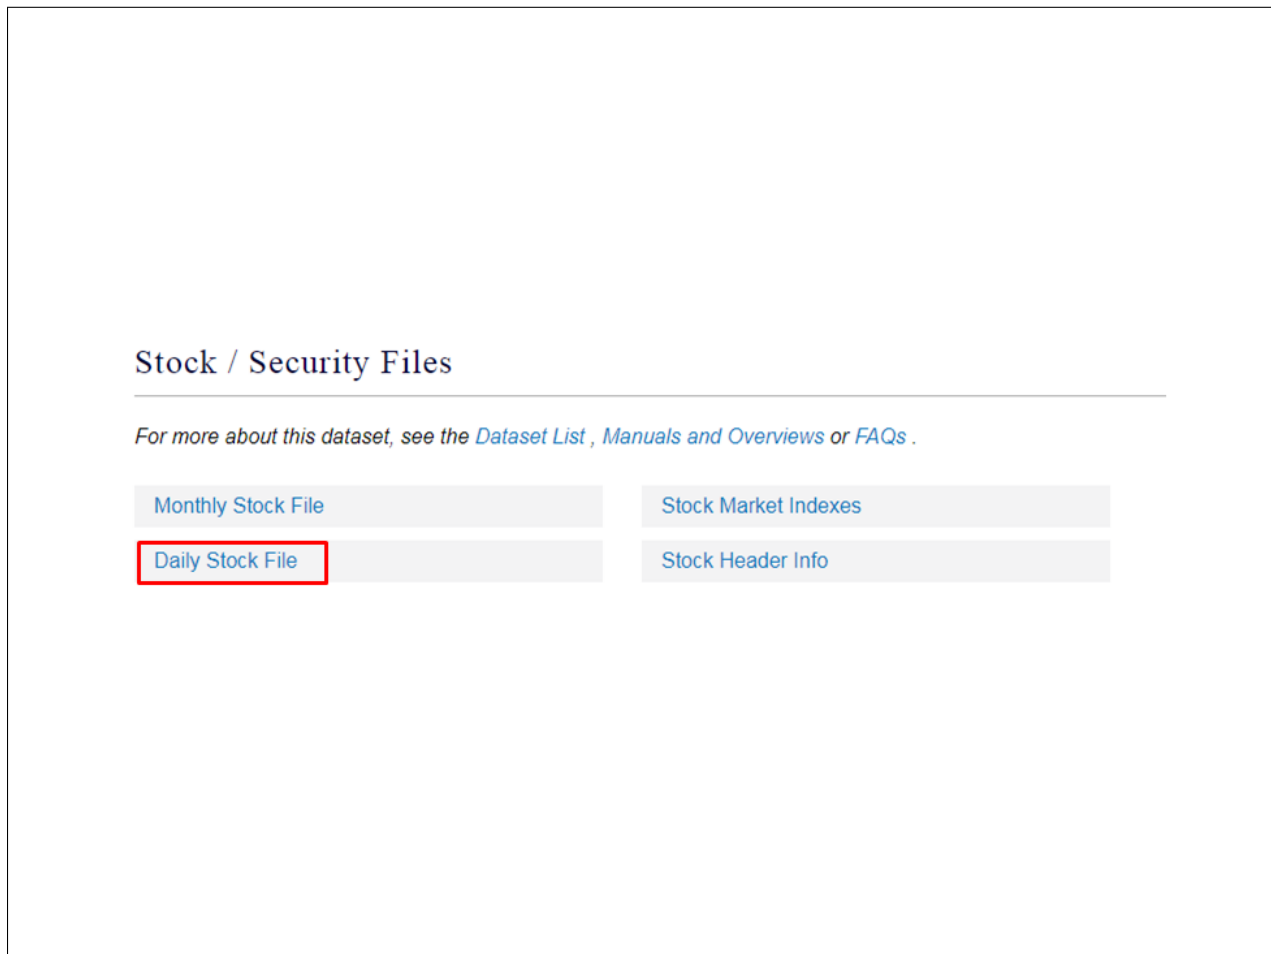 Stock / Security Files
For more about this dataset, see the Dataset List , Manuals and Overviews or FAQs .
Monthly Stock File
Stock Market Indexes
Daily Stock File
Stock Header Info